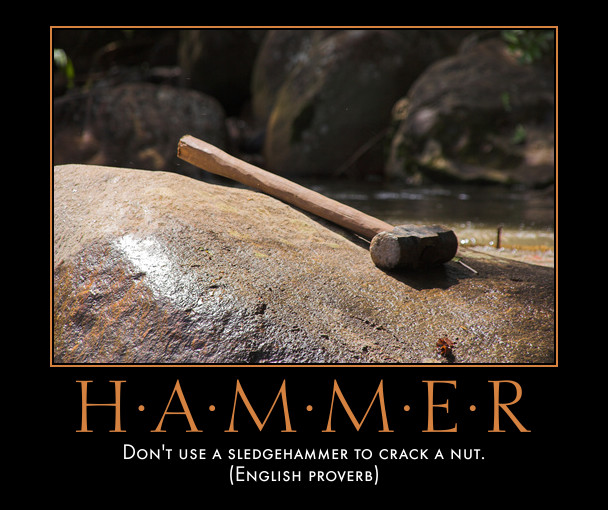 H·A·M·M·E·R
Don't use a sledgehammer to crack a nut.
(English proverb)